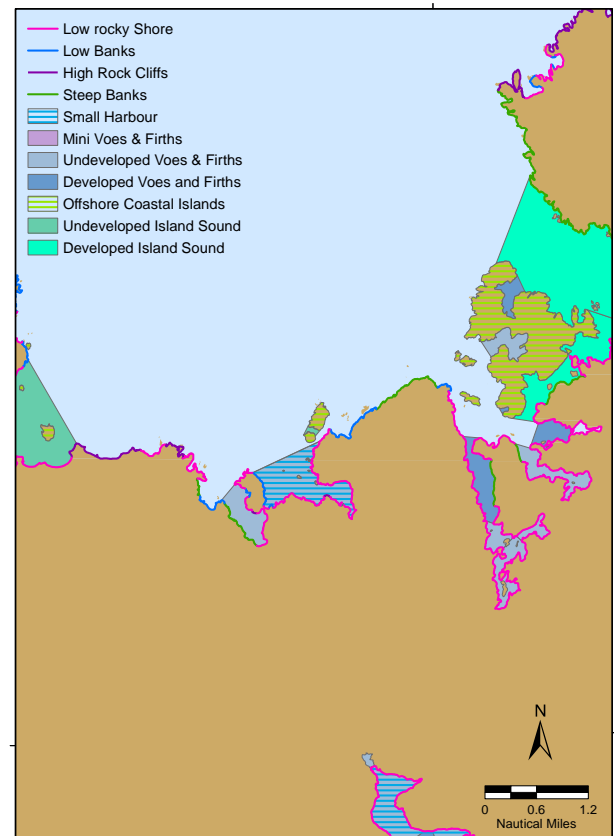 Low rocky Shore
Low Banks
High Rock Cliffs
Steep Banks
Small Harbour
Mini Voes & Firths
Undeveloped Voes & Firths
Developed Voes and Firths
Offshore Coastal Islands
Undeveloped Island Sound
Developed Island Sound
N
0 0.6 1.2
Nautical Miles